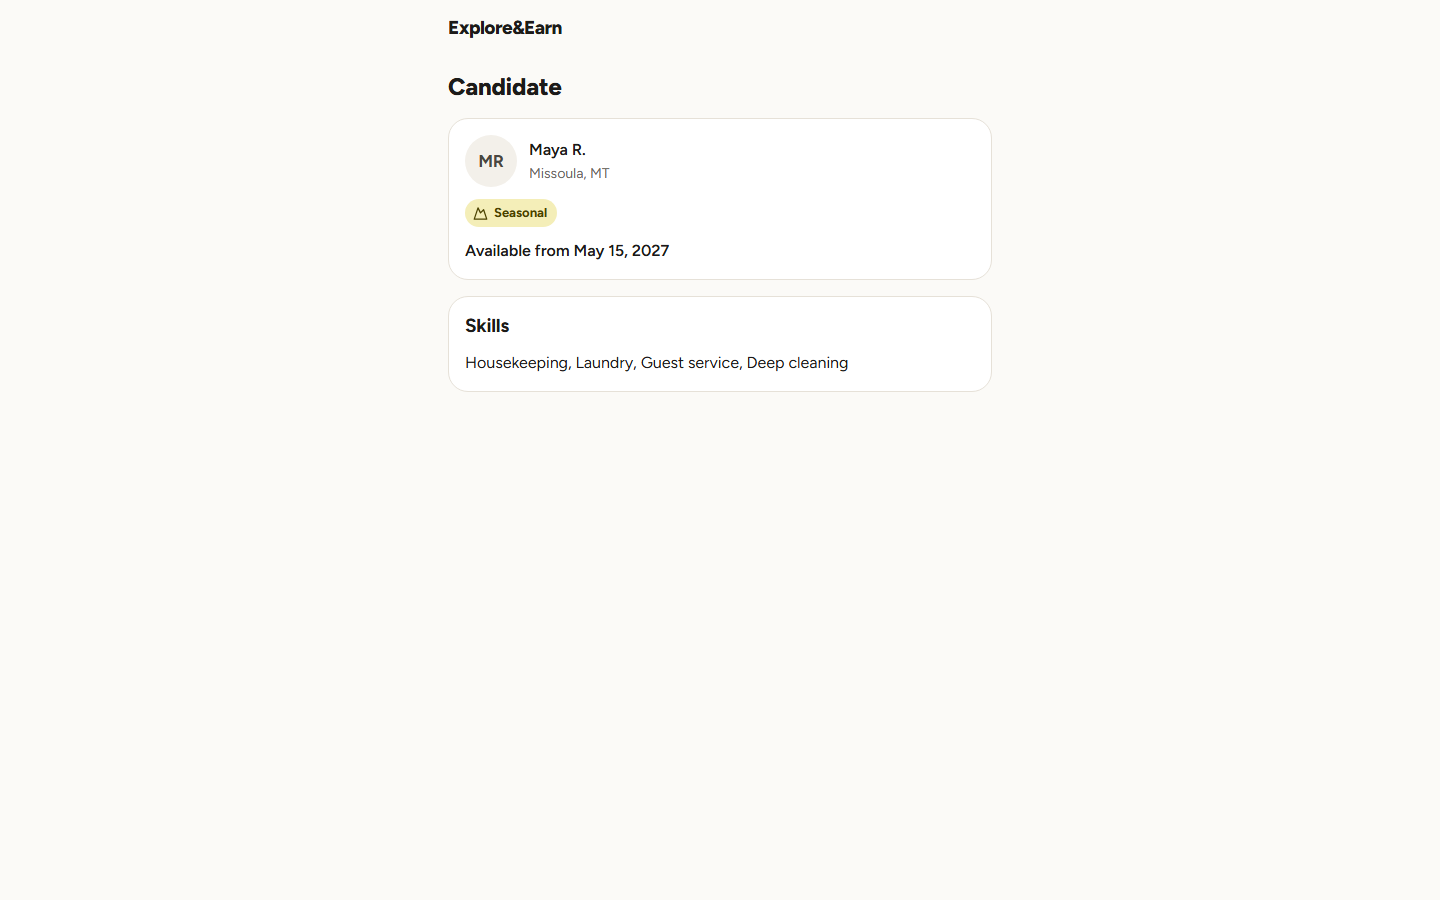 Explore&Earn
Candidate
MR
Maya R.
Missoula, MT
Seasonal
Available from May 15, 2027
Skills
Housekeeping, Laundry, Guest service, Deep cleaning